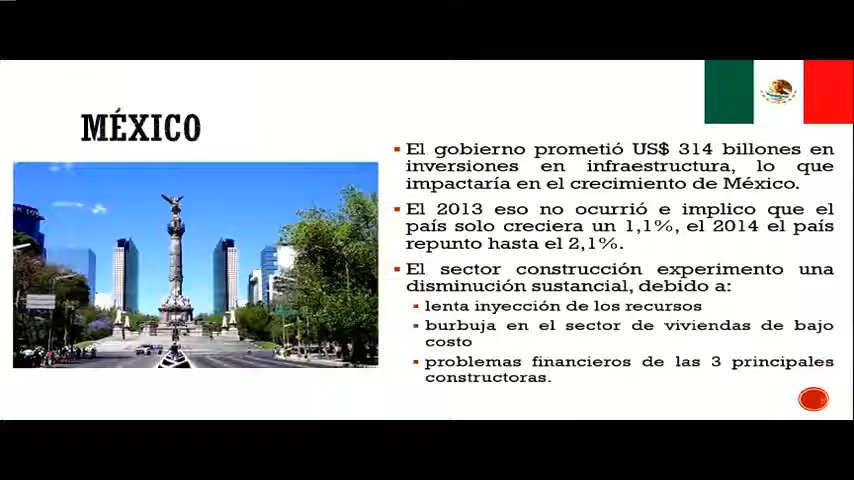 MÉXICO
El gobierno prometió US$ 314 billones en
inversiones en infraestructura, lo que
impactaría en el crecimiento de México.
El 2013 eso no ocurrió e implico que el
país solo creciera un 1,1%, el 2014 el país
repunto hasta el 2,1%.
El sector construcción experimento una
disminución sustancial, debido a:
lenta inyección de los recursos
burbuja en el sector de viviendas de bajo
costo
problemas financieros de las 3 principales
constructoras.